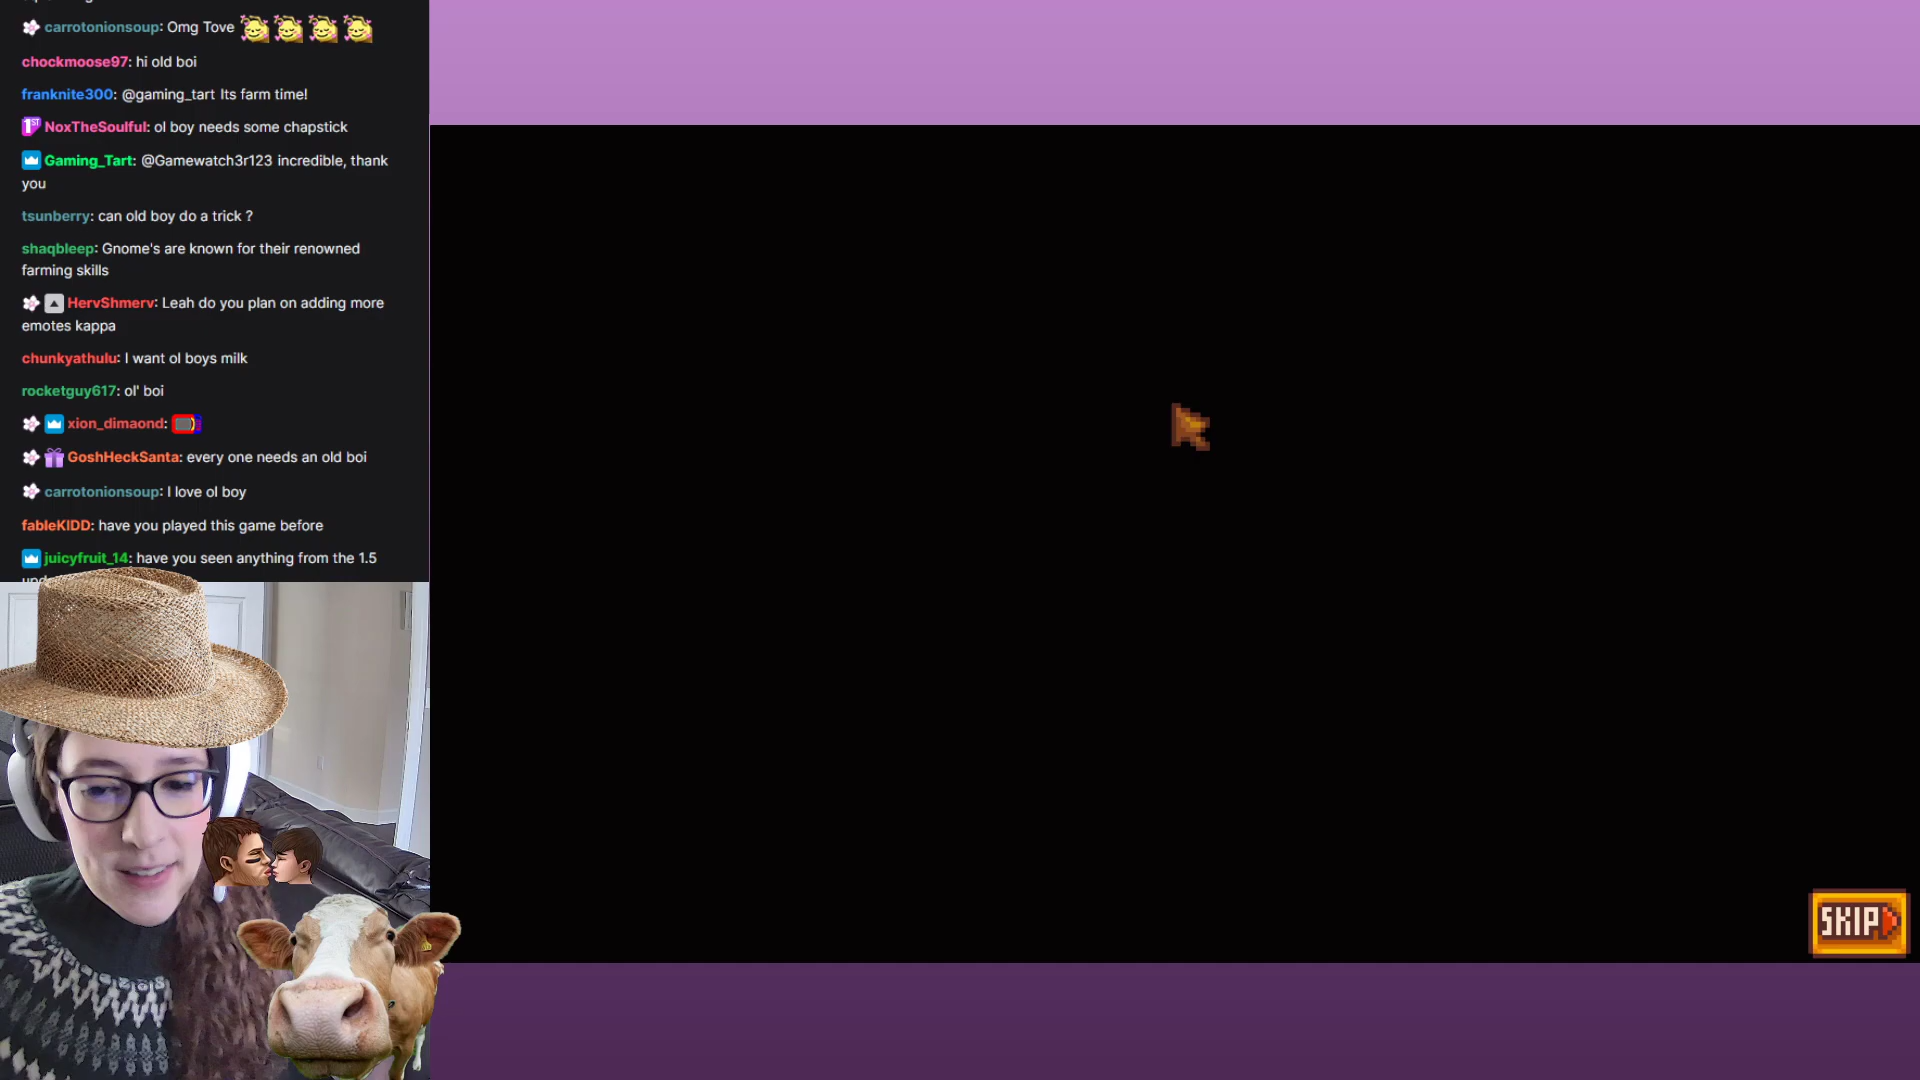 carrotonionsoup: Omg Tove
chockmoose97: hi old boi
franknite300: @gaming_tart Its farm time!
1ST NoxTheSoulful: ol boy needs some chapstick
Gaming_Tart: @Gamewatch3r123 incredible, thank
you
tsunberry: can old boy do a trick ?
shaqbleep: Gnome's are known for their renowned
farming skills
HervShmerv: Leah do you plan on adding more
emotes kappa
chunkyathulu: I want ol boys milk
rocketguy617: ol' boi
xion_dimaond:
GoshHeckSanta: every one needs an old boi
carrotonionsoup: I love ol boy
fableKIDD: have you played this game before
juicyfruit_14: have you seen anything from the 1.5
SKIP